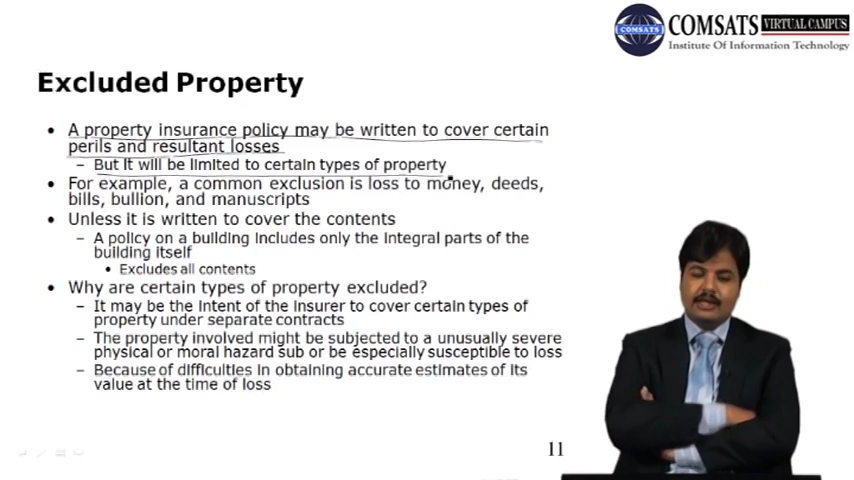 COMSATS VIRTUAL CAMPUS
COMSATS
Institute Of Information Technology
Excluded Property
• A property insurance policy may be written to cover certain
perils and resultant losses
– But it will be limited to certain types of property
• For example, a common exclusion is loss to money, deeds,
bills, bullion, and manuscripts
• Unless it is written to cover the contents
– A policy on a building includes only the integral parts of the
building itself
• Excludes all contents
• Why are certain types of property excluded?
– It may be the intent of the insurer to cover certain types of
property under separate contracts
– The property involved might be subjected to a unusually severe
physical or moral hazard sub or be especially susceptible to loss
– Because of difficulties in obtaining accurate estimates of its
value at the time of loss
11